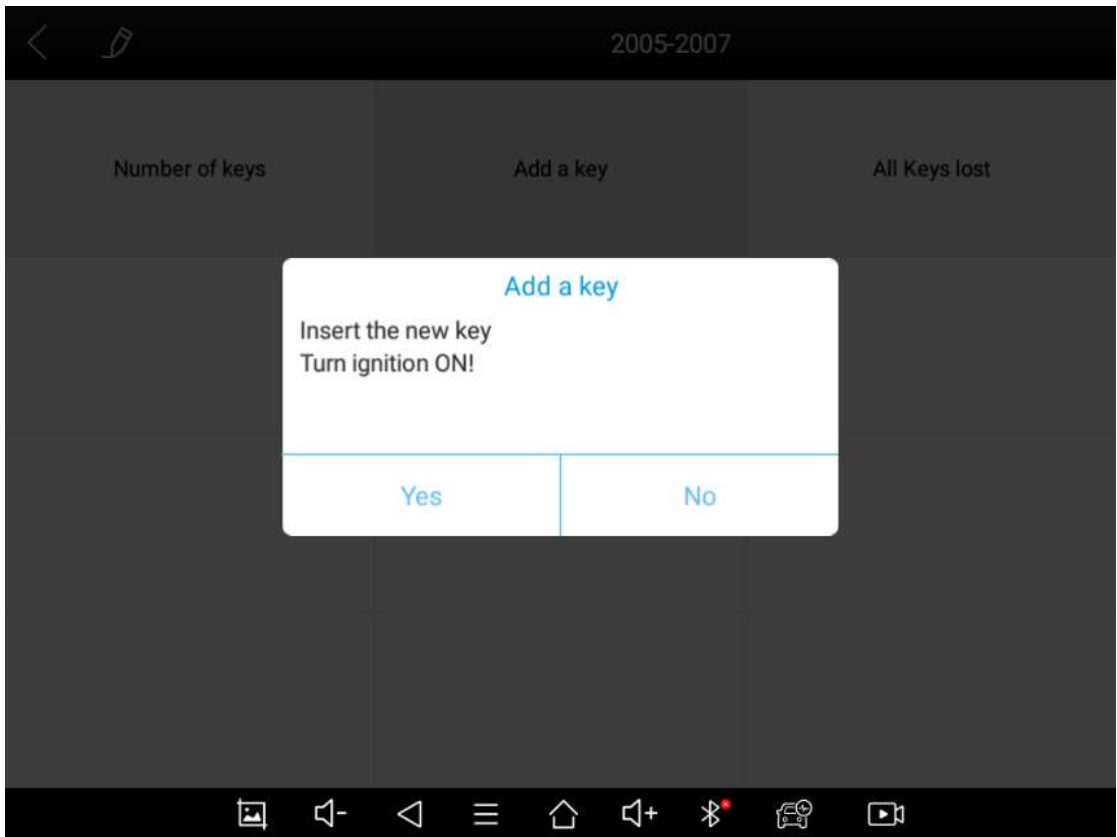 2005-2007
Number of keys
Add a key
All Keys lost
Add a key
Insert the new key
Turn ignition ON!
Yes
No